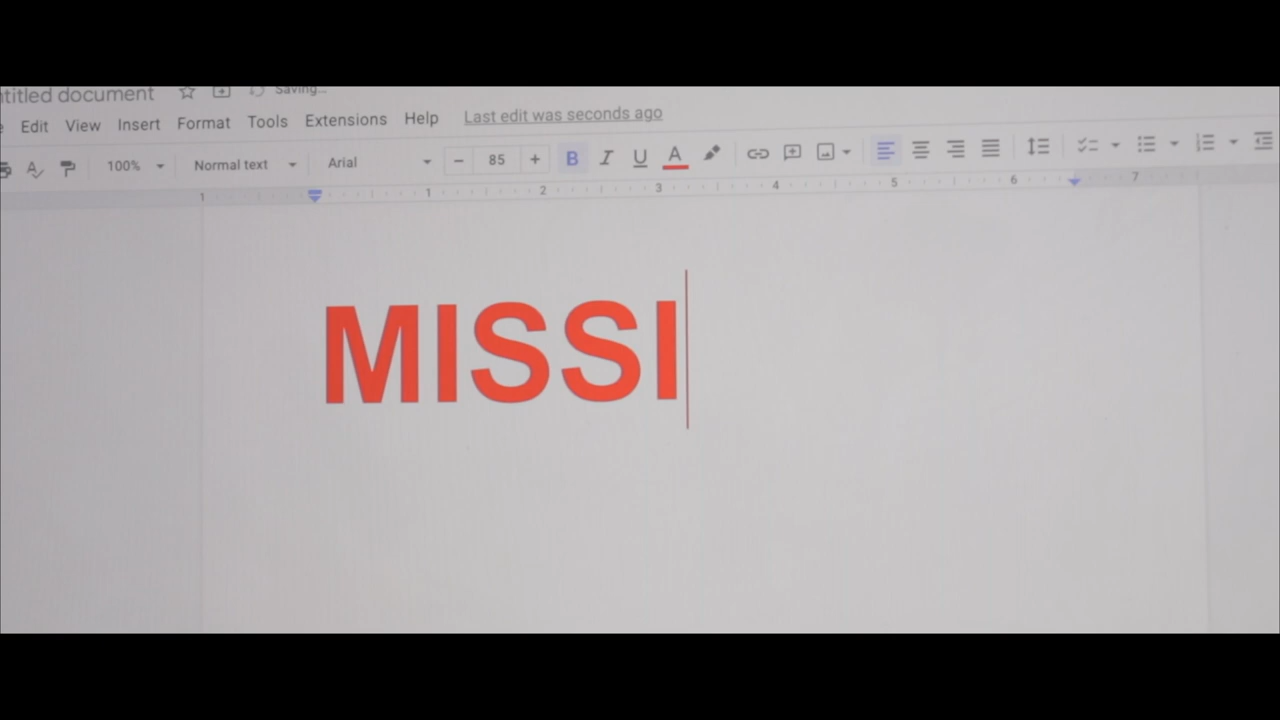 ntitled document Saving...
Edit View Insert Format Tools Extensions Help Last edit was seconds ago
100% Normal text Arial − 85 + B I U A
1 1 2 3 4 5 6 7
MISSI